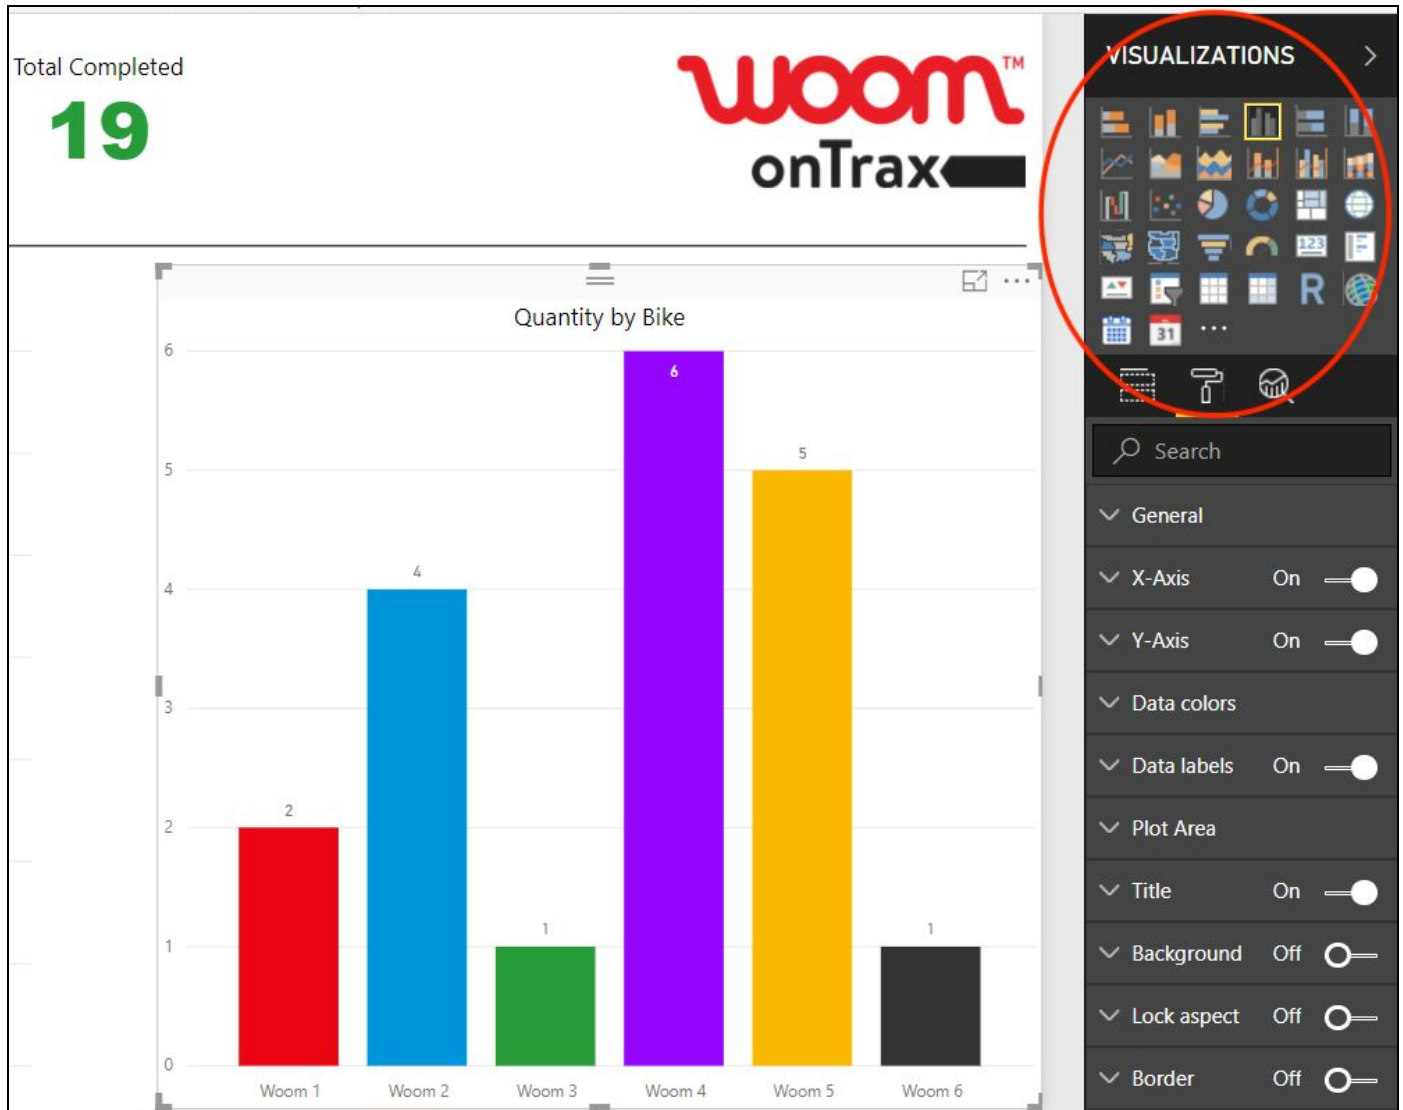 Total Completed
19
woom™
onTrax
VISUALIZATIONS
123
R
31
Quantity by Bike
6
5
4
3
2
1
0
2
4
1
6
5
1
Woom 1 Woom 2 Woom 3 Woom 4 Woom 5 Woom 6
Search
General
X-Axis On
Y-Axis On
Data colors
Data labels On
Plot Area
Title On
Background Off
Lock aspect Off
Border Off